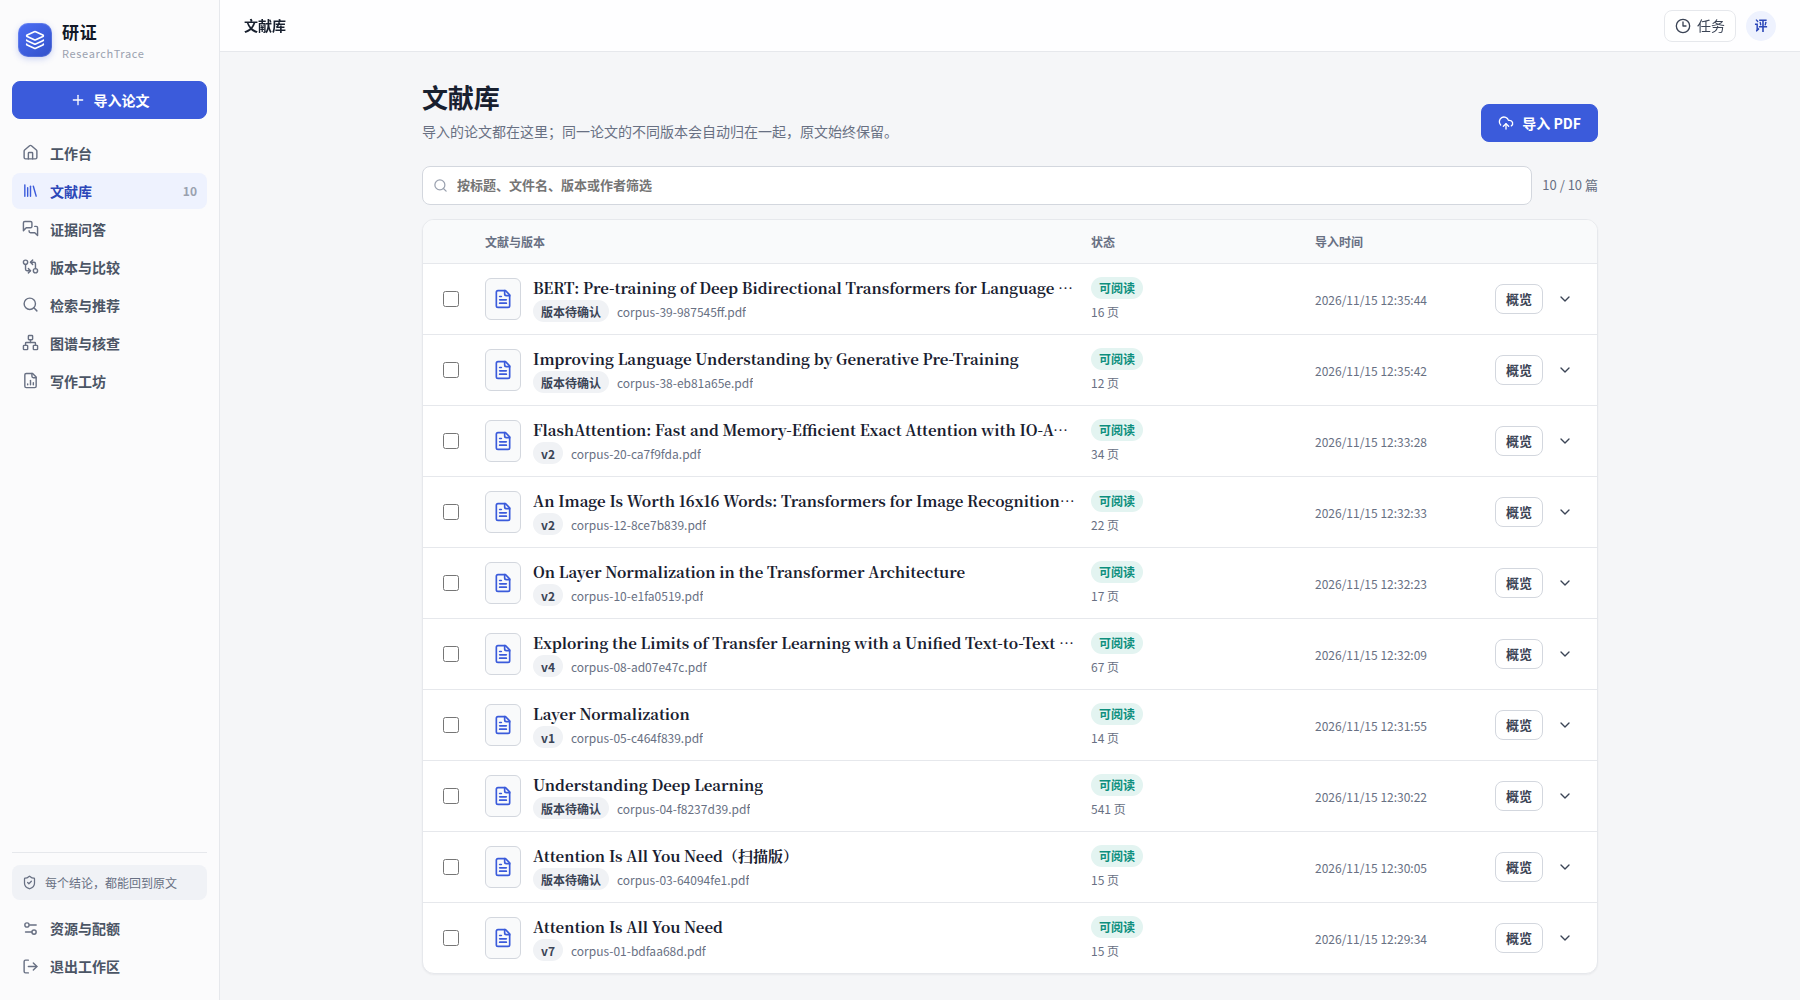 研证
ResearchTrace
导入论文
工作台
文献库 10
证据问答
版本与比较
检索与推荐
图谱与核查
写作工坊
每个结论，都能回到原文
资源与配额
退出工作区
文献库
任务
评
文献库
导入的论文都在这里；同一论文的不同版本会自动归在一起，原文始终保留。
导入 PDF
按标题、文件名、版本或作者筛选
10 / 10 篇
文献与版本 状态 导入时间
BERT: Pre-training of Deep Bidirectional Transformers for Language ··· 可阅读
版本待确认 corpus-39-987545ff.pdf 16 页 2026/11/15 12:35:44 概览
Improving Language Understanding by Generative Pre-Training 可阅读
版本待确认 corpus-38-eb81a65e.pdf 12 页 2026/11/15 12:35:42 概览
FlashAttention: Fast and Memory-Efficient Exact Attention with IO-A··· 可阅读
v2 corpus-20-ca7f9fda.pdf 34 页 2026/11/15 12:33:28 概览
An Image Is Worth 16x16 Words: Transformers for Image Recognition··· 可阅读
v2 corpus-12-8ce7b839.pdf 22 页 2026/11/15 12:32:33 概览
On Layer Normalization in the Transformer Architecture 可阅读
v2 corpus-10-e1fa0519.pdf 17 页 2026/11/15 12:32:23 概览
Exploring the Limits of Transfer Learning with a Unified Text-to-Text ··· 可阅读
v4 corpus-08-ad07e47c.pdf 67 页 2026/11/15 12:32:09 概览
Layer Normalization 可阅读
v1 corpus-05-c464f839.pdf 14 页 2026/11/15 12:31:55 概览
Understanding Deep Learning 可阅读
版本待确认 corpus-04-f8237d39.pdf 541 页 2026/11/15 12:30:22 概览
Attention Is All You Need（扫描版） 可阅读
版本待确认 corpus-03-64094fe1.pdf 15 页 2026/11/15 12:30:05 概览
Attention Is All You Need 可阅读
v7 corpus-01-bdfaa68d.pdf 15 页 2026/11/15 12:29:34 概览